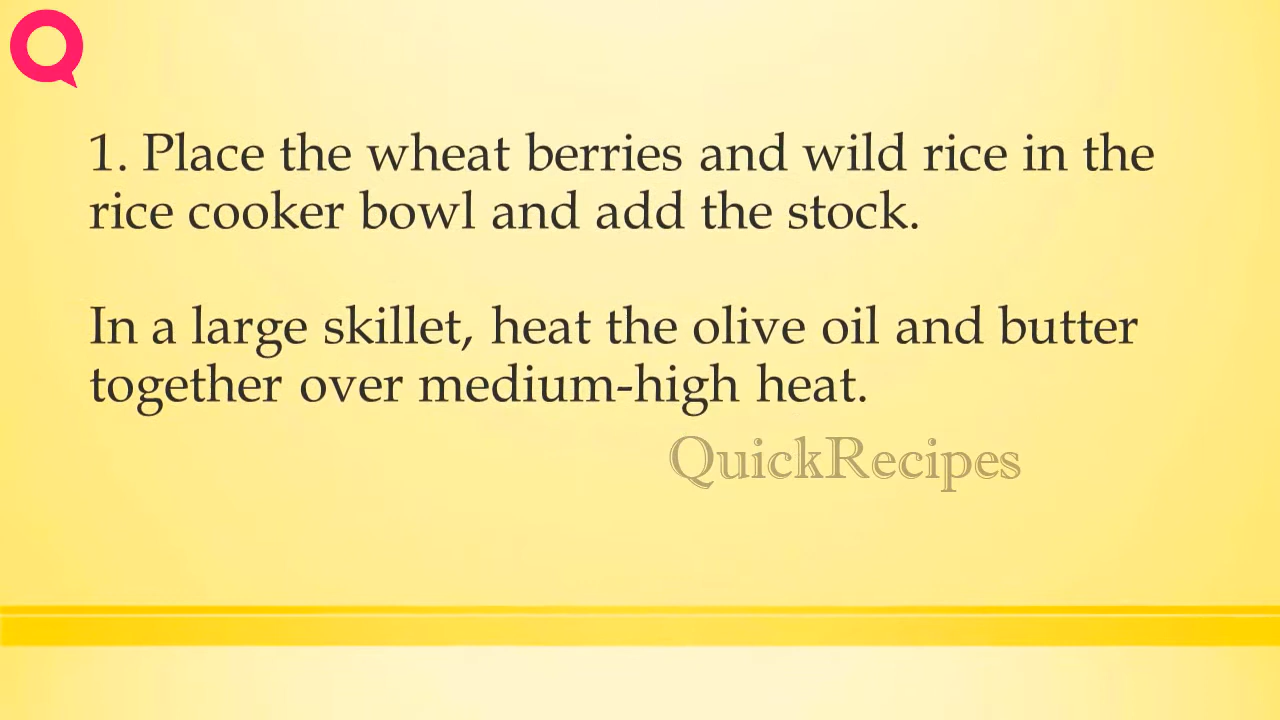 1. Place the wheat berries and wild rice in the
rice cooker bowl and add the stock.
In a large skillet, heat the olive oil and butter
together over medium-high heat.
QuickRecipes